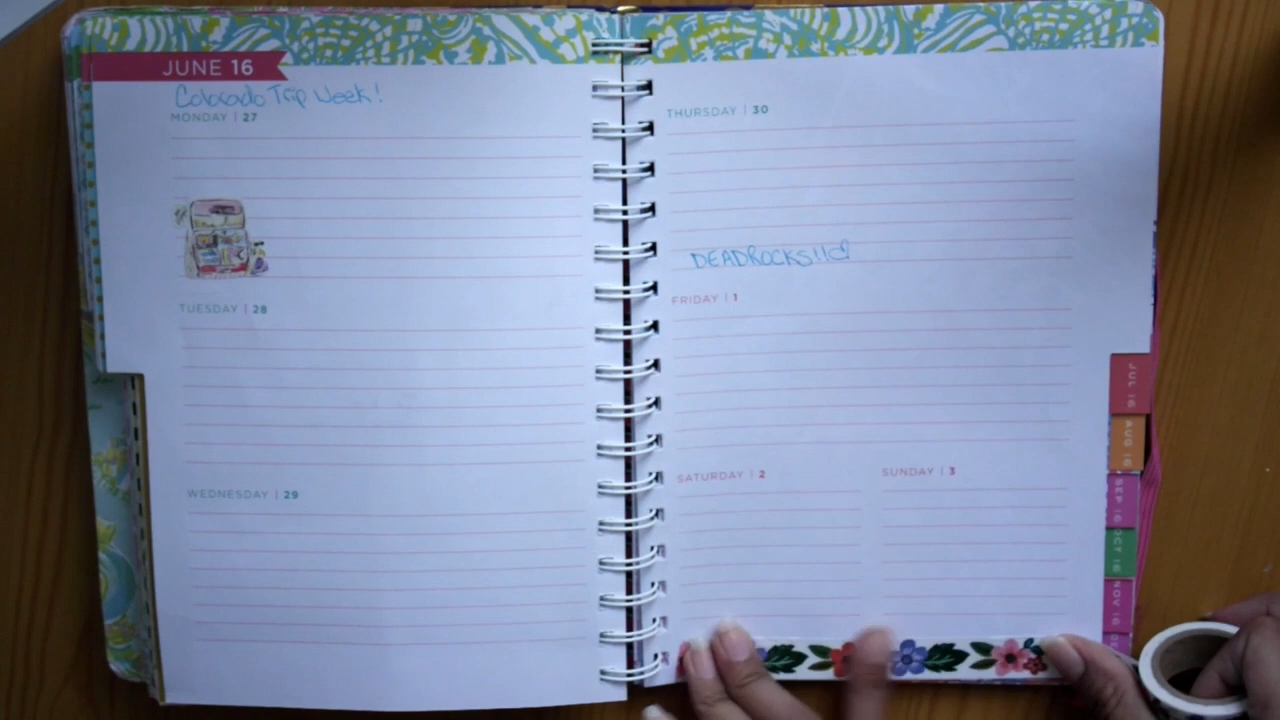 JUNE 16
Colorado Trip Week!
MONDAY | 27
TUESDAY | 28
WEDNESDAY | 29
THURSDAY | 30
DEADROCKS!!♡
FRIDAY | 1
SATURDAY | 2
SUNDAY | 3
JUL 16
AUG 16
SEP 16
OCT 16
NOV 16